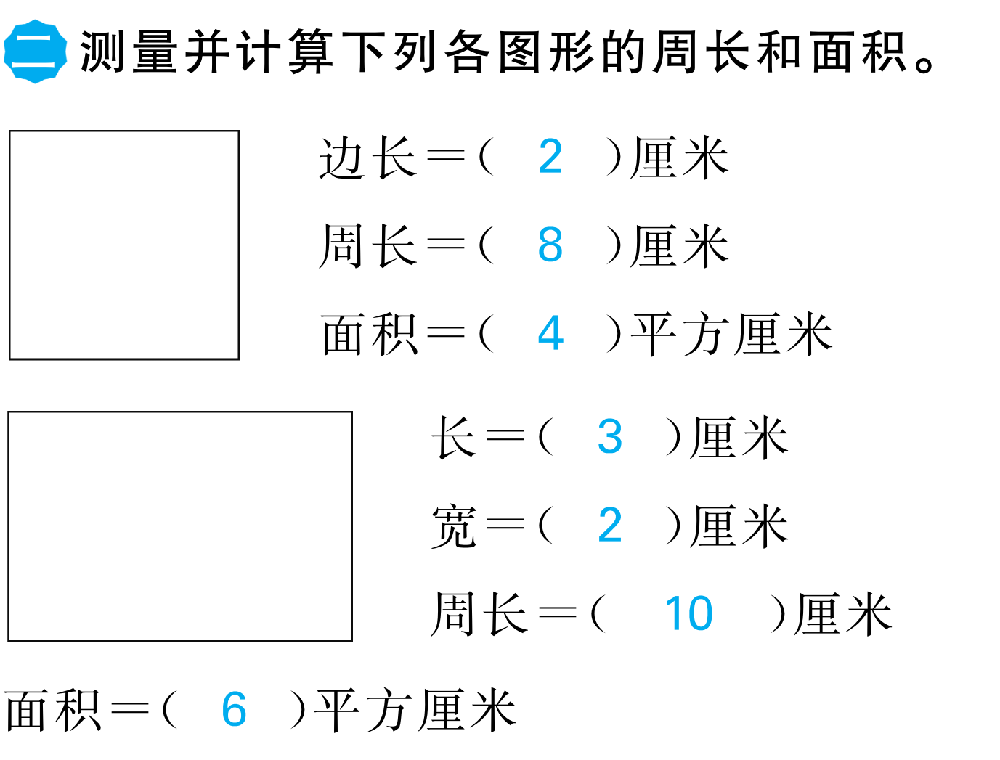 二 测量并计算下列各图形的周长和面积。
边长=( 2 )厘米
周长=( 8 )厘米
面积=( 4 )平方厘米
长=( 3 )厘米
宽=( 2 )厘米
周长=( 10 )厘米
面积=( 6 )平方厘米